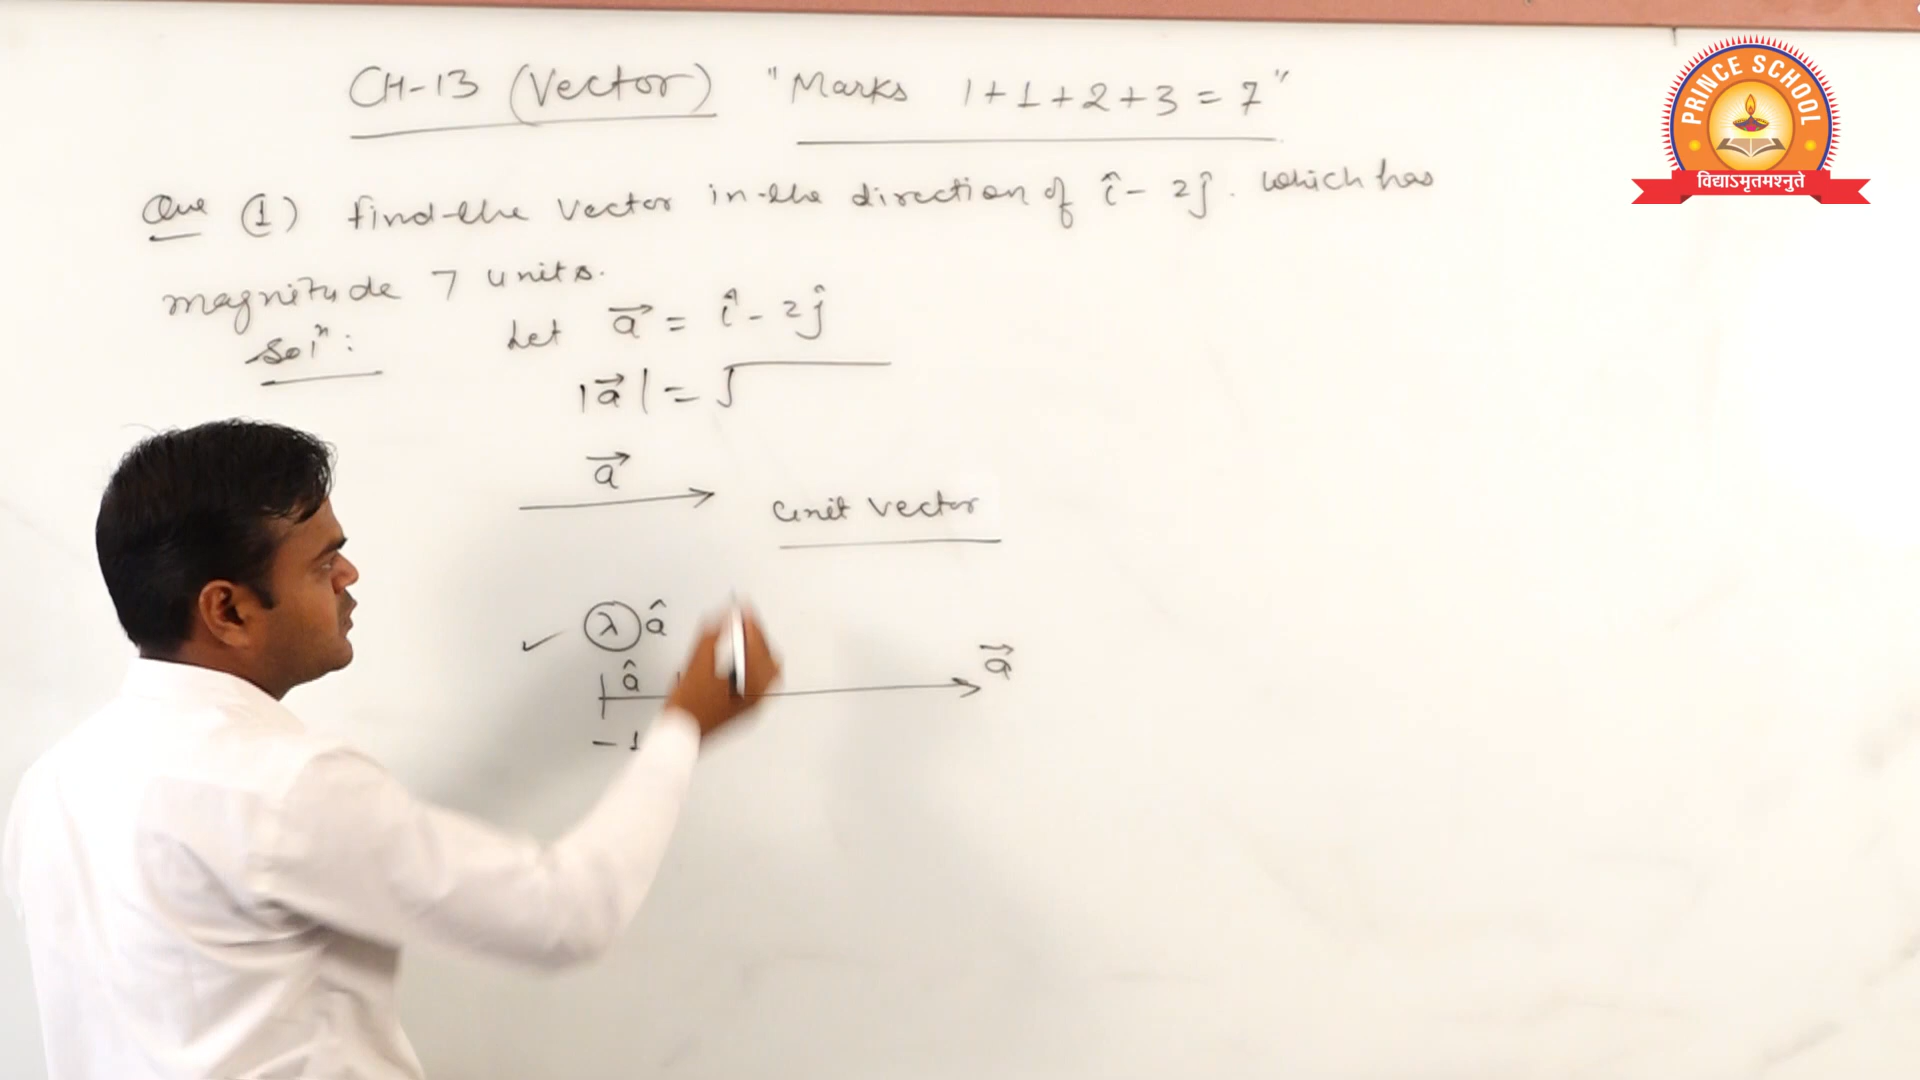 CH-13 (Vector) "Marks 1+1+2+3=7"
Que (1) find the Vector in the direction of î - 2ĵ. which has
magnitude 7 units.
Solⁿ: Let a⃗ = î - 2ĵ
|a⃗| = √
a⃗
unit vector
✓ λ â
â a⃗
- 1
PRINCE SCHOOL
विद्याऽमृतमश्नुते